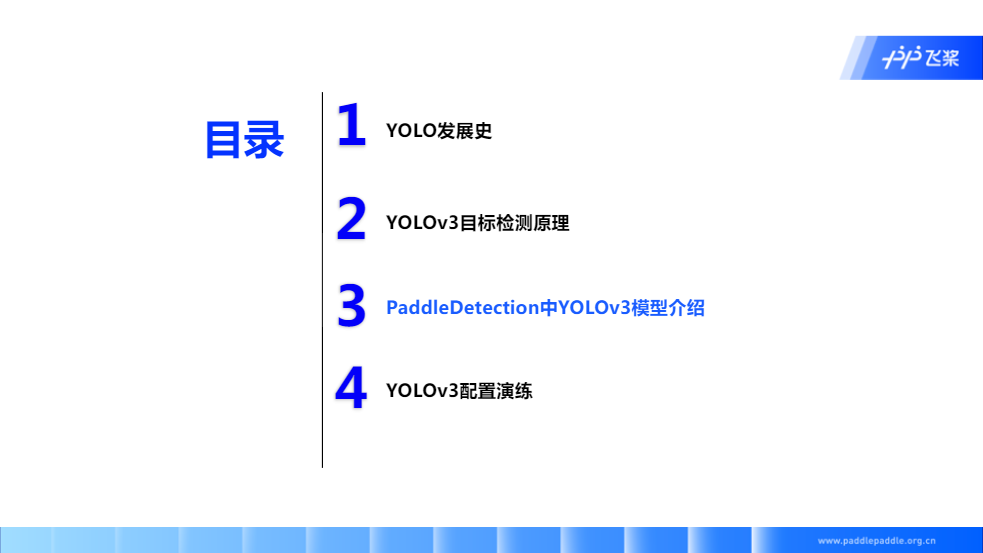 飞桨
目录
1 YOLO发展史
2 YOLOv3目标检测原理
3 PaddleDetection中YOLOv3模型介绍
4 YOLOv3配置演练
www.paddlepaddle.org.cn